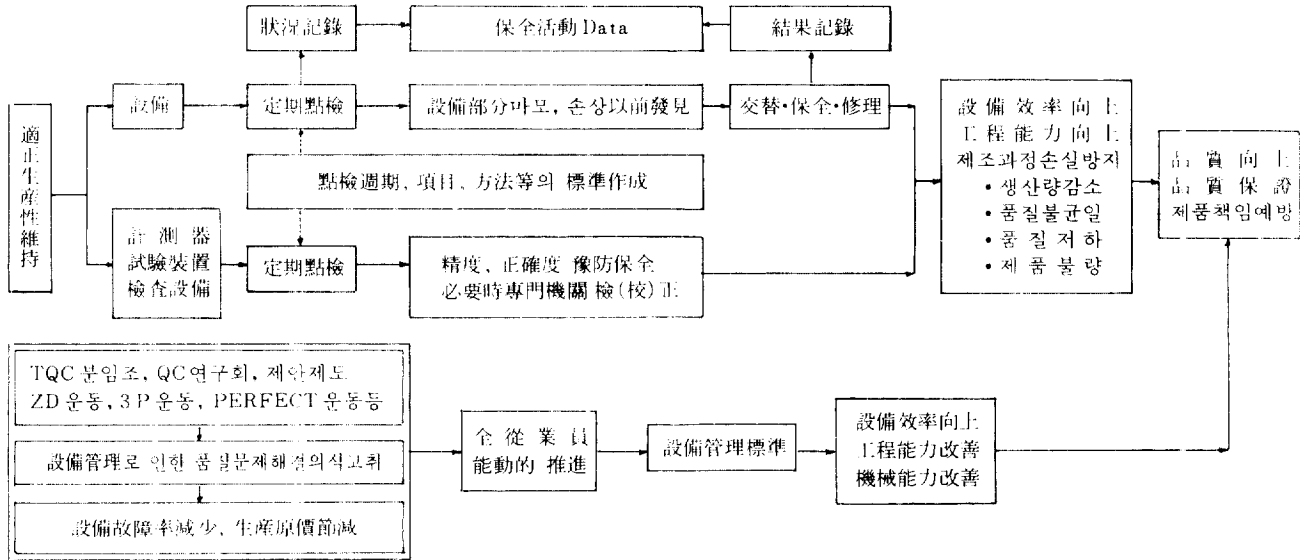 狀況記錄
保全活動 Data
結果記錄
適正生産性維持
設備
定期點檢
設備部分마모, 손상以前發見
交替·保全·修理
點檢週期, 項目, 方法等의 標準作成
計測器
試驗裝置
檢査設備
定期點檢
精度, 正確度 豫防保全
必要時專門機關 檢(校)正
設備效率向上
工程能力向上
제조과정손실방지
• 생산량감소
• 품질불균일
• 품질저하
• 제품불량
品質向上
品質保證
제품책임예방
TQC 분임조, QC 연구회, 제안제도
ZD 운동, 3 P 운동, PERFECT 운동등
設備管理로 인한 품질문제해결의식고취
設備故障率減少, 生産原價節減
全從業員
能動的 推進
設備管理標準
設備效率向上
工程能力改善
機械能力改善